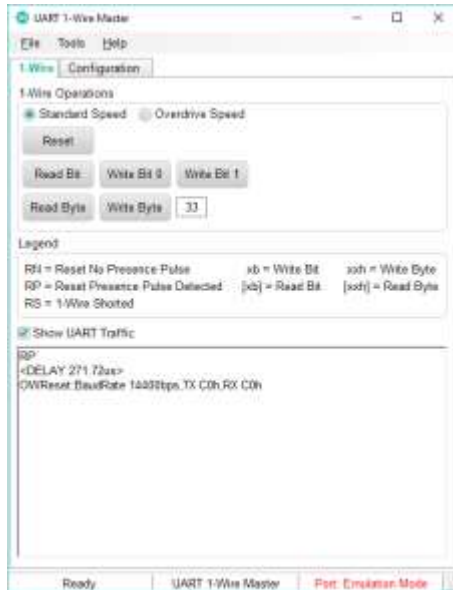 UART 1-Wire Master
File Tools Help
1-Wire Configuration
1-Wire Operations
Standard Speed Overdrive Speed
Reset
Read Bit Write Bit 0 Write Bit 1
Read Byte Write Byte 33
Legend
RN = Reset No Presence Pulse xb = Write Bit xxh = Write Byte
RP = Reset Presence Pulse Detected [xb] = Read Bit [xxh] = Read Byte
RS = 1-Wire Shorted
Show UART Traffic
RP
<DELAY 271.72us>
OWReset:BaudRate 14400bps,TX C0h,RX C0h
Ready UART 1-Wire Master Port: Emulation Mode